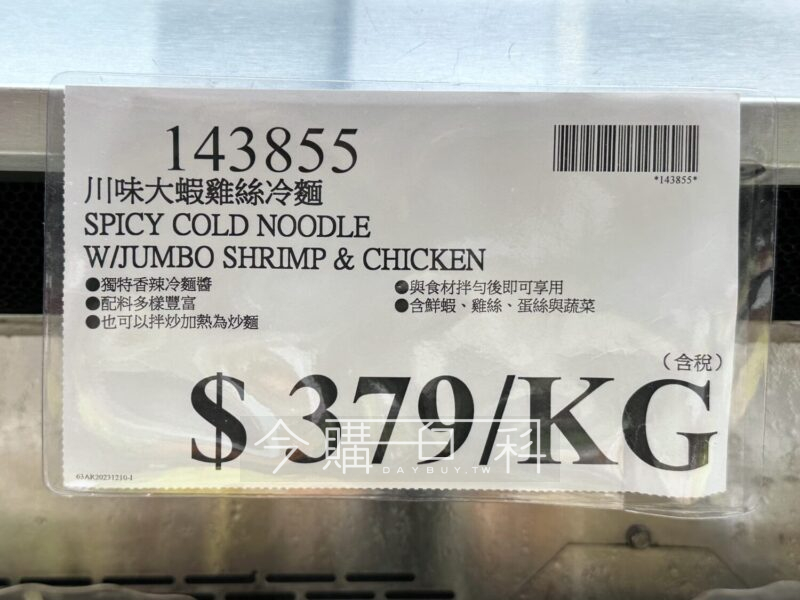 143855
*143855*
川味大蝦雞絲冷麵
SPICY COLD NOODLE
W/JUMBO SHRIMP & CHICKEN
●獨特香辣冷麵醬
●配料多樣豐富
●也可以拌炒加熱為炒麵
●與食材拌勻後即可享用
●含鮮蝦、雞絲、蛋絲與蔬菜
（含稅）
$ 379/KG
今購百科
DAYBUY.TW
63AR20231210-1